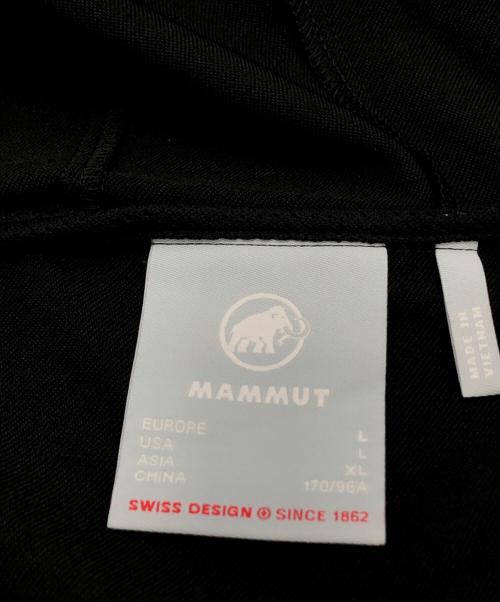 MAMMUT
EUROPE L
USA L
ASIA XL
CHINA 170/96A
SWISS DESIGN SINCE 1862
MADE IN
VIETNAM